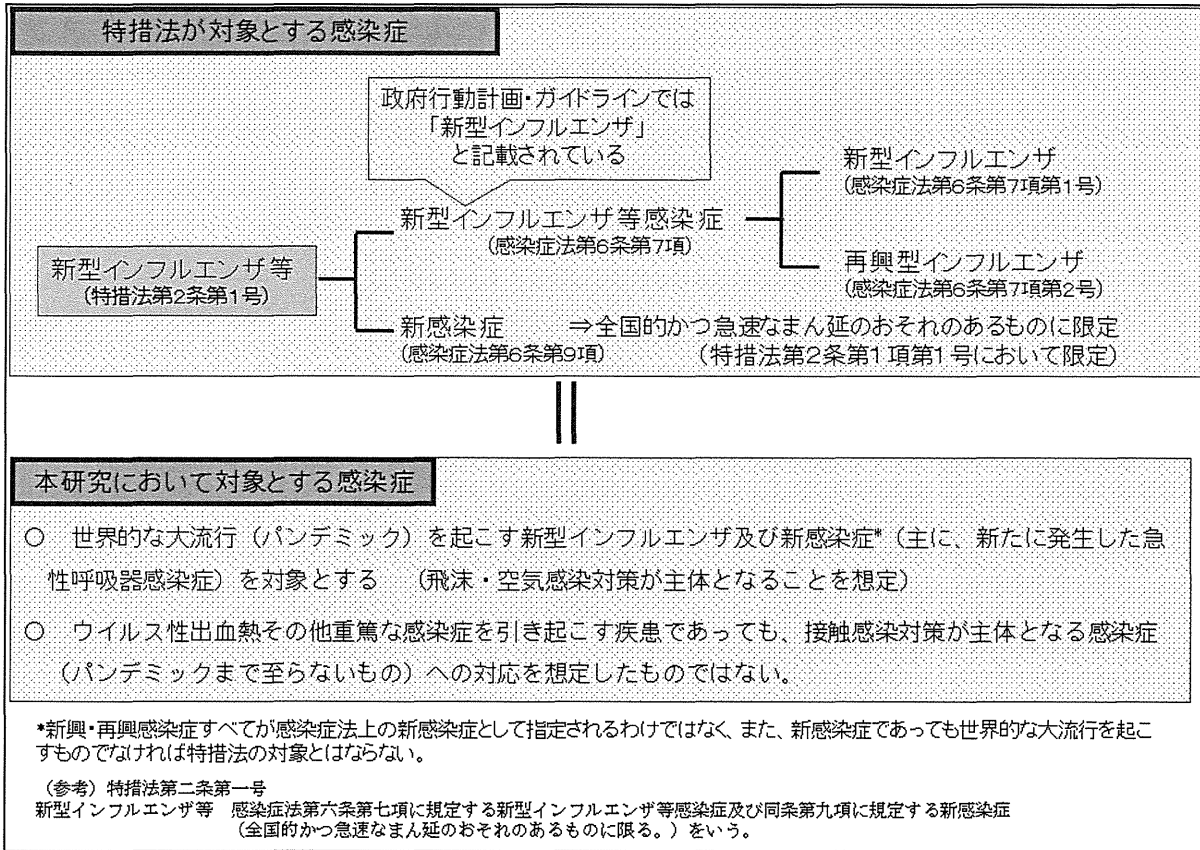 特措法が対象とする感染症
政府行動計画・ガイドラインでは
「新型インフルエンザ」
と記載されている
新型インフルエンザ等
(特措法第2条第1号)
新型インフルエンザ等感染症
(感染症法第6条第7項)
新型インフルエンザ
(感染症法第6条第7項第1号)
再興型インフルエンザ
(感染症法第6条第7項第2号)
新感染症 ⇒全国的かつ急速なまん延のおそれのあるものに限定
(感染症法第6条第9項) (特措法第2条第1項第1号において限定)
本研究において対象とする感染症
○ 世界的な大流行（パンデミック）を起こす新型インフルエンザ及び新感染症*（主に、新たに発生した急
性呼吸器感染症）を対象とする （飛沫・空気感染対策が主体となることを想定）
○ ウイルス性出血熱その他重篤な感染症を引き起こす疾患であっても、接触感染対策が主体となる感染症
（パンデミックまで至らないもの）への対応を想定したものではない。
*新興・再興感染症すべてが感染症法上の新感染症として指定されるわけではなく、また、新感染症であっても世界的な大流行を起こ
すものでなければ特措法の対象とはならない。
（参考）特措法第二条第一号
新型インフルエンザ等 感染症法第六条第七項に規定する新型インフルエンザ等感染症及び同条第九項に規定する新感染症
（全国的かつ急速なまん延のおそれのあるものに限る。）をいう。